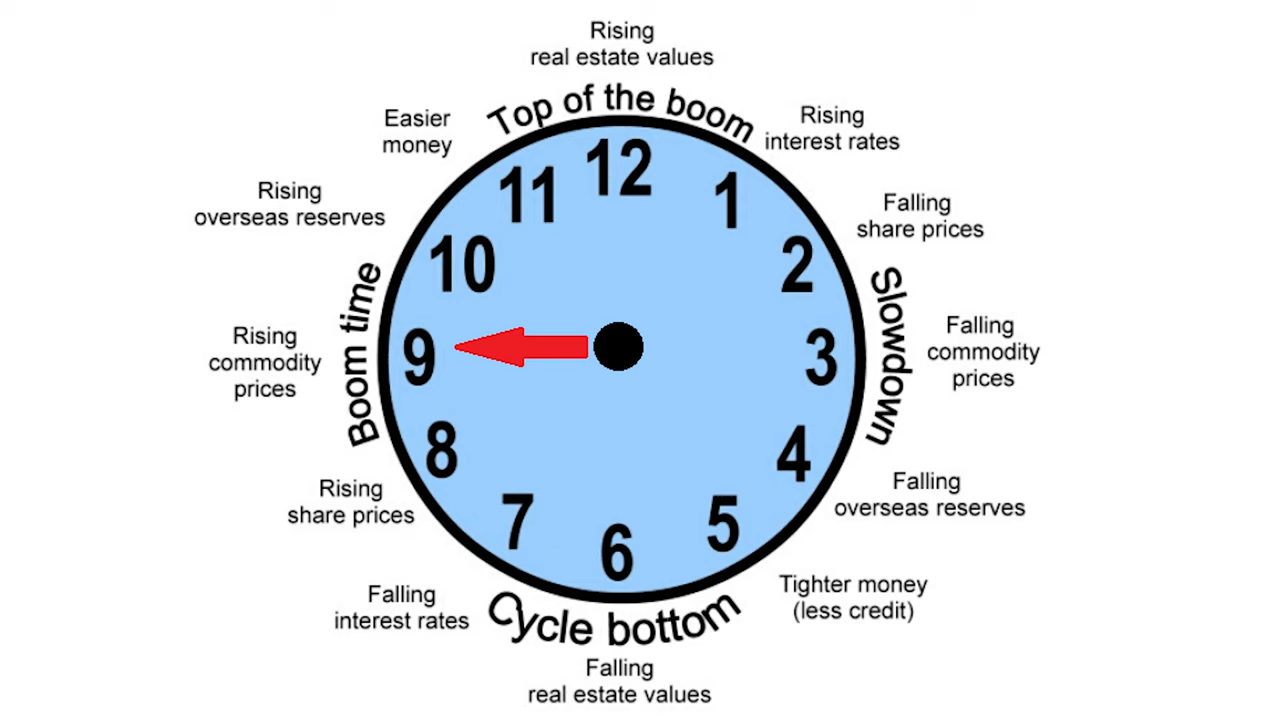 Rising
real estate values
Top of the boom
Easier
money
Rising
interest rates
Rising
overseas reserves
Falling
share prices
12
11
1
10
2
Boom time
Slowdown
Rising
commodity
prices
9
3
Falling
commodity
prices
8
4
Rising
share prices
Falling
overseas reserves
7
5
6
Falling
interest rates
Tighter money
(less credit)
Cycle bottom
Falling
real estate values